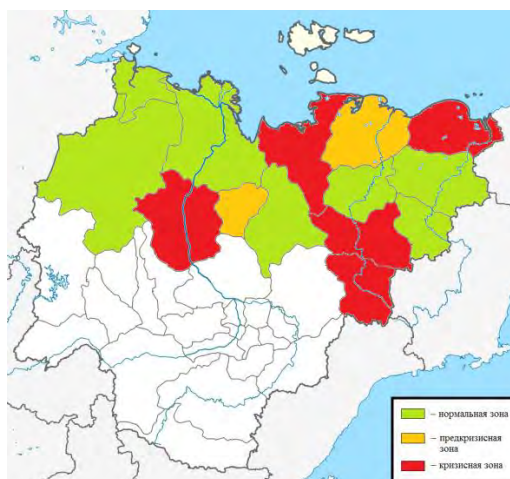 – нормальная зона
– предкризисная
зона
– кризисная зона